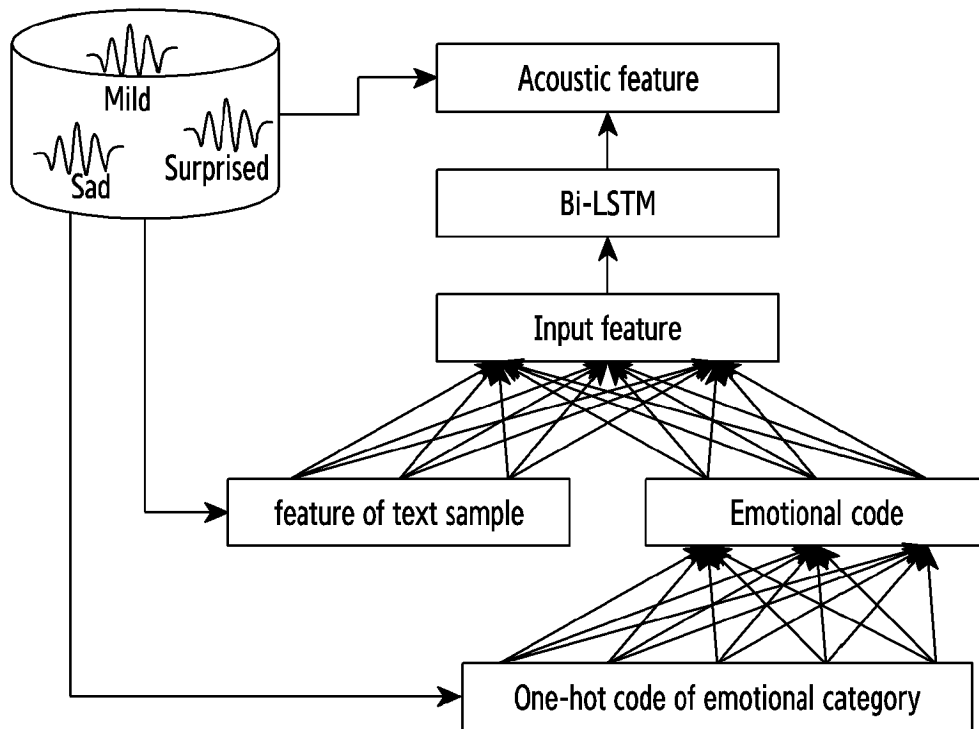 Mild
Surprised
Sad
Acoustic feature
Bi-LSTM
Input feature
feature of text sample
Emotional code
One-hot code of emotional category